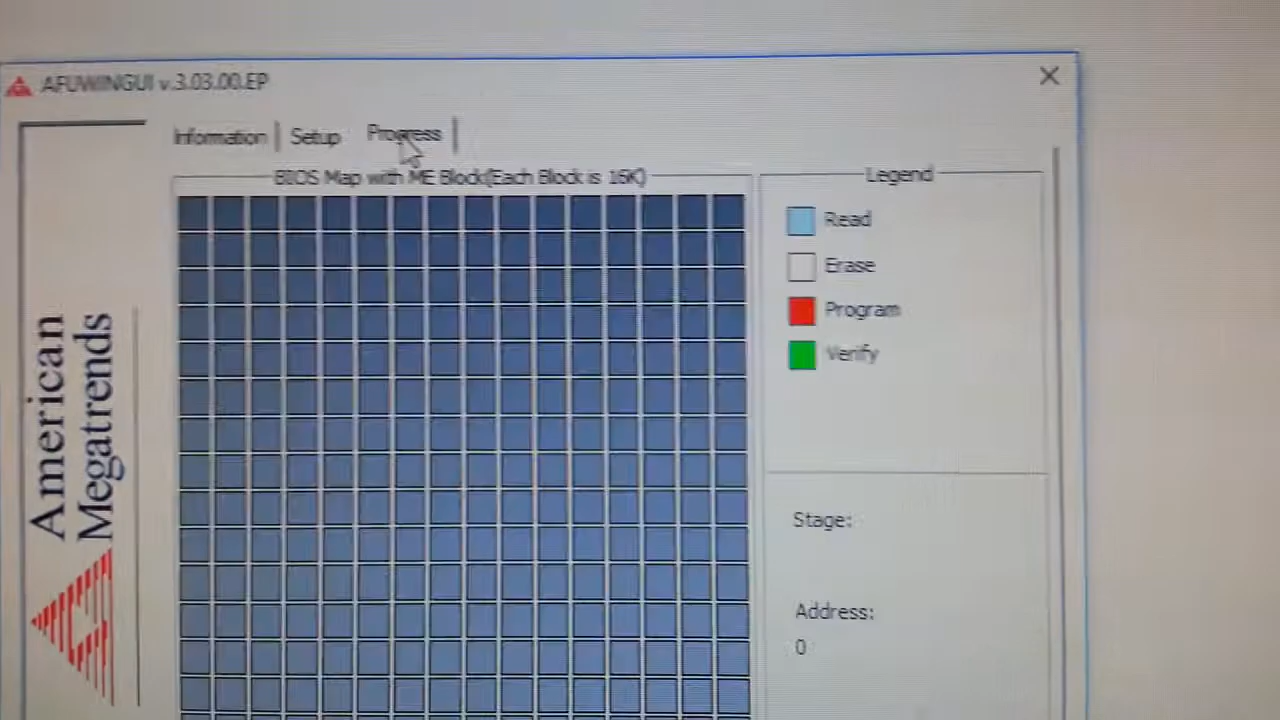 AFUWINGUI v.3.03.00.EP
Information
Setup
Progress
BIOS Map with ME Block(Each Block is 16K)
Legend
Read
Erase
Program
Verify
Stage:
Address:
0
American
Megatrends